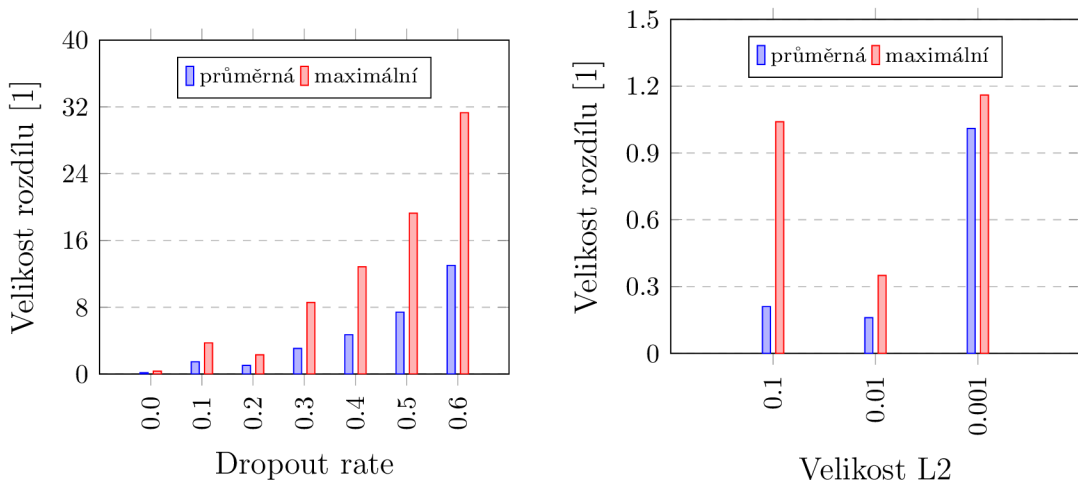 40
32
24
16
8
0
Velikost rozdílu [1]
průměrná maximální
0.0 0.1 0.2 0.3 0.4 0.5 0.6
Dropout rate
1.5
1.2
0.9
0.6
0.3
0
Velikost rozdílu [1]
průměrná maximální
0.1 0.01 0.001
Velikost L2